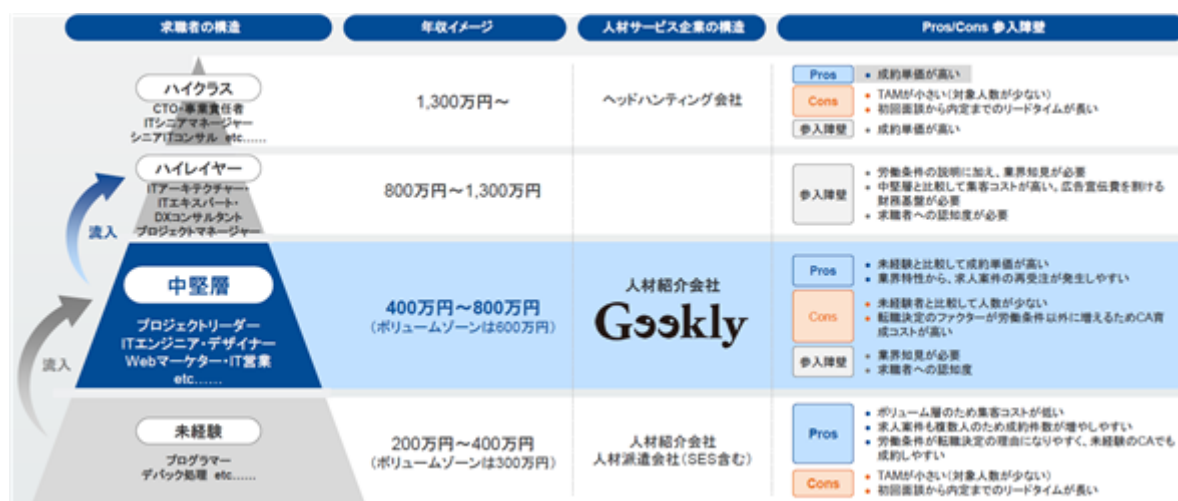 求職者の構造
年収イメージ
人材サービス企業の構造
Pros/Cons 参入障壁
ハイクラス
CTO・事業責任者
ITシニアマネージャー
シニアITコンサル etc……
1,300万円～
ヘッドハンティング会社
Pros
成約単価が高い
Cons
TAMが小さい(対象人数が少ない)
初回面談から内定までのリードタイムが長い
参入障壁
成約単価が高い
流入
ハイレイヤー
ITアーキテクチャー・
ITエキスパート・
DXコンサルタント
プロジェクトマネージャー
800万円～1,300万円
参入障壁
労働条件の説明に加え、業界知見が必要
中堅層と比較して集客コストが高い。広告宣伝費を割ける
財務基盤が必要
求職者への認知度が必要
流入
中堅層
プロジェクトリーダー
ITエンジニア・デザイナー
Webマーケター・IT営業
etc……
400万円～800万円
(ボリュームゾーンは600万円)
人材紹介会社
Geekly
Pros
未経験と比較して成約単価が高い
業界特性から、求人案件の再受注が発生しやすい
Cons
未経験者と比較して人数が少ない
転職決定のファクターが労働条件以外に増えるためCA育
成コストが高い
参入障壁
業界知見が必要
求職者への認知度
未経験
プログラマー
デバック処理 etc……
200万円～400万円
(ボリュームゾーンは300万円)
人材紹介会社
人材派遣会社(SES含む)
Pros
ボリューム層のため集客コストが低い
求人案件も複数人のため成約件数が増やしやすい
労働条件が転職決定の理由になりやすく、未経験のCAでも
成約しやすい
Cons
TAMが小さい(対象人数が少ない)
初回面談から内定までのリードタイムが長い